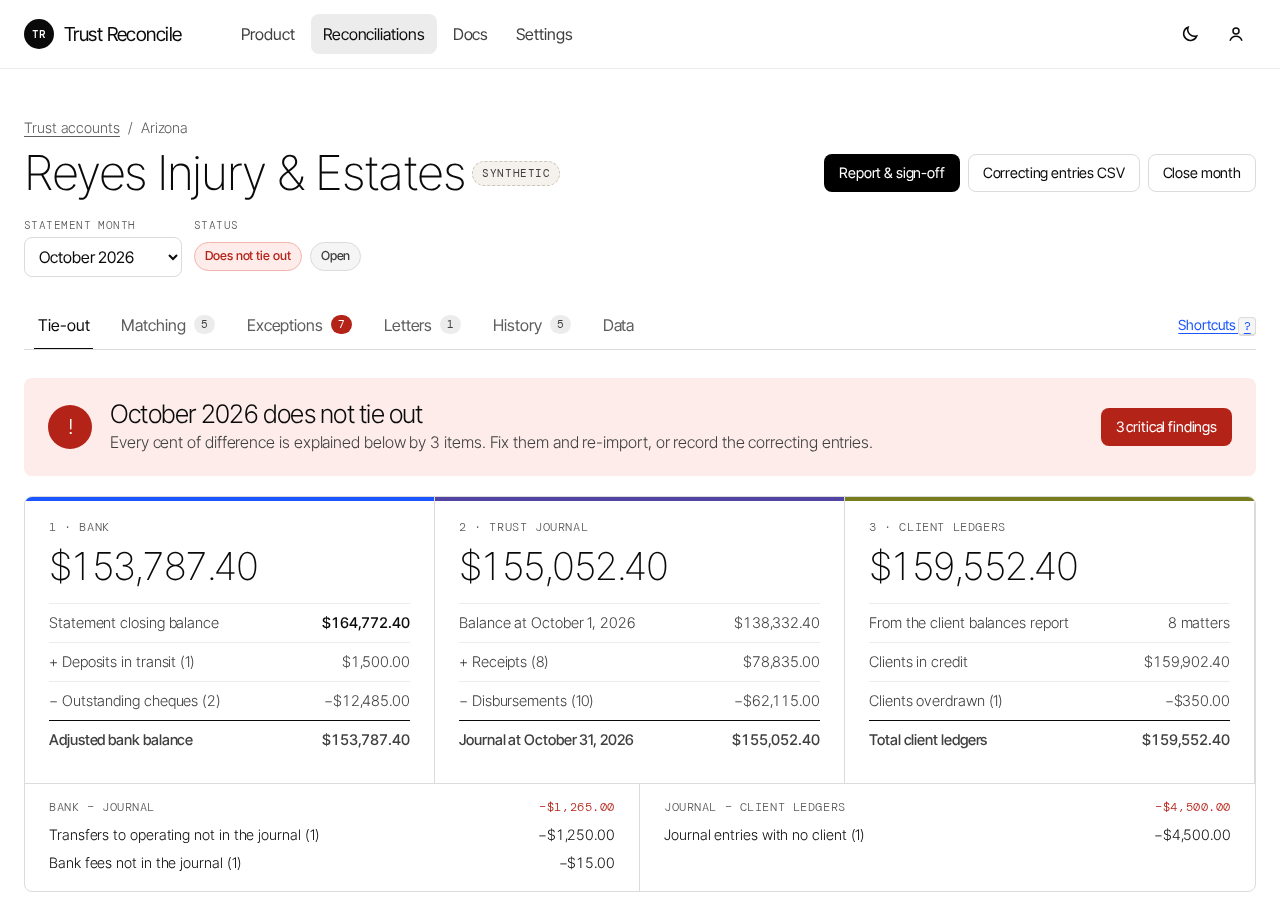 TR Trust Reconcile Product Reconciliations Docs Settings
Trust accounts / Arizona
Reyes Injury & Estates SYNTHETIC
Report & sign-off Correcting entries CSV Close month
STATEMENT MONTH STATUS
October 2026 Does not tie out Open
Tie-out Matching 5 Exceptions 7 Letters 1 History 5 Data Shortcuts ?
! October 2026 does not tie out
Every cent of difference is explained below by 3 items. Fix them and re-import, or record the correcting entries.
3 critical findings
1 · BANK
$153,787.40
Statement closing balance $164,772.40
+ Deposits in transit (1) $1,500.00
− Outstanding cheques (2) −$12,485.00
Adjusted bank balance $153,787.40
2 · TRUST JOURNAL
$155,052.40
Balance at October 1, 2026 $138,332.40
+ Receipts (8) $78,835.00
− Disbursements (10) −$62,115.00
Journal at October 31, 2026 $155,052.40
3 · CLIENT LEDGERS
$159,552.40
From the client balances report 8 matters
Clients in credit $159,902.40
Clients overdrawn (1) −$350.00
Total client ledgers $159,552.40
BANK − JOURNAL −$1,265.00
Transfers to operating not in the journal (1) −$1,250.00
Bank fees not in the journal (1) −$15.00
JOURNAL − CLIENT LEDGERS −$4,500.00
Journal entries with no client (1) −$4,500.00